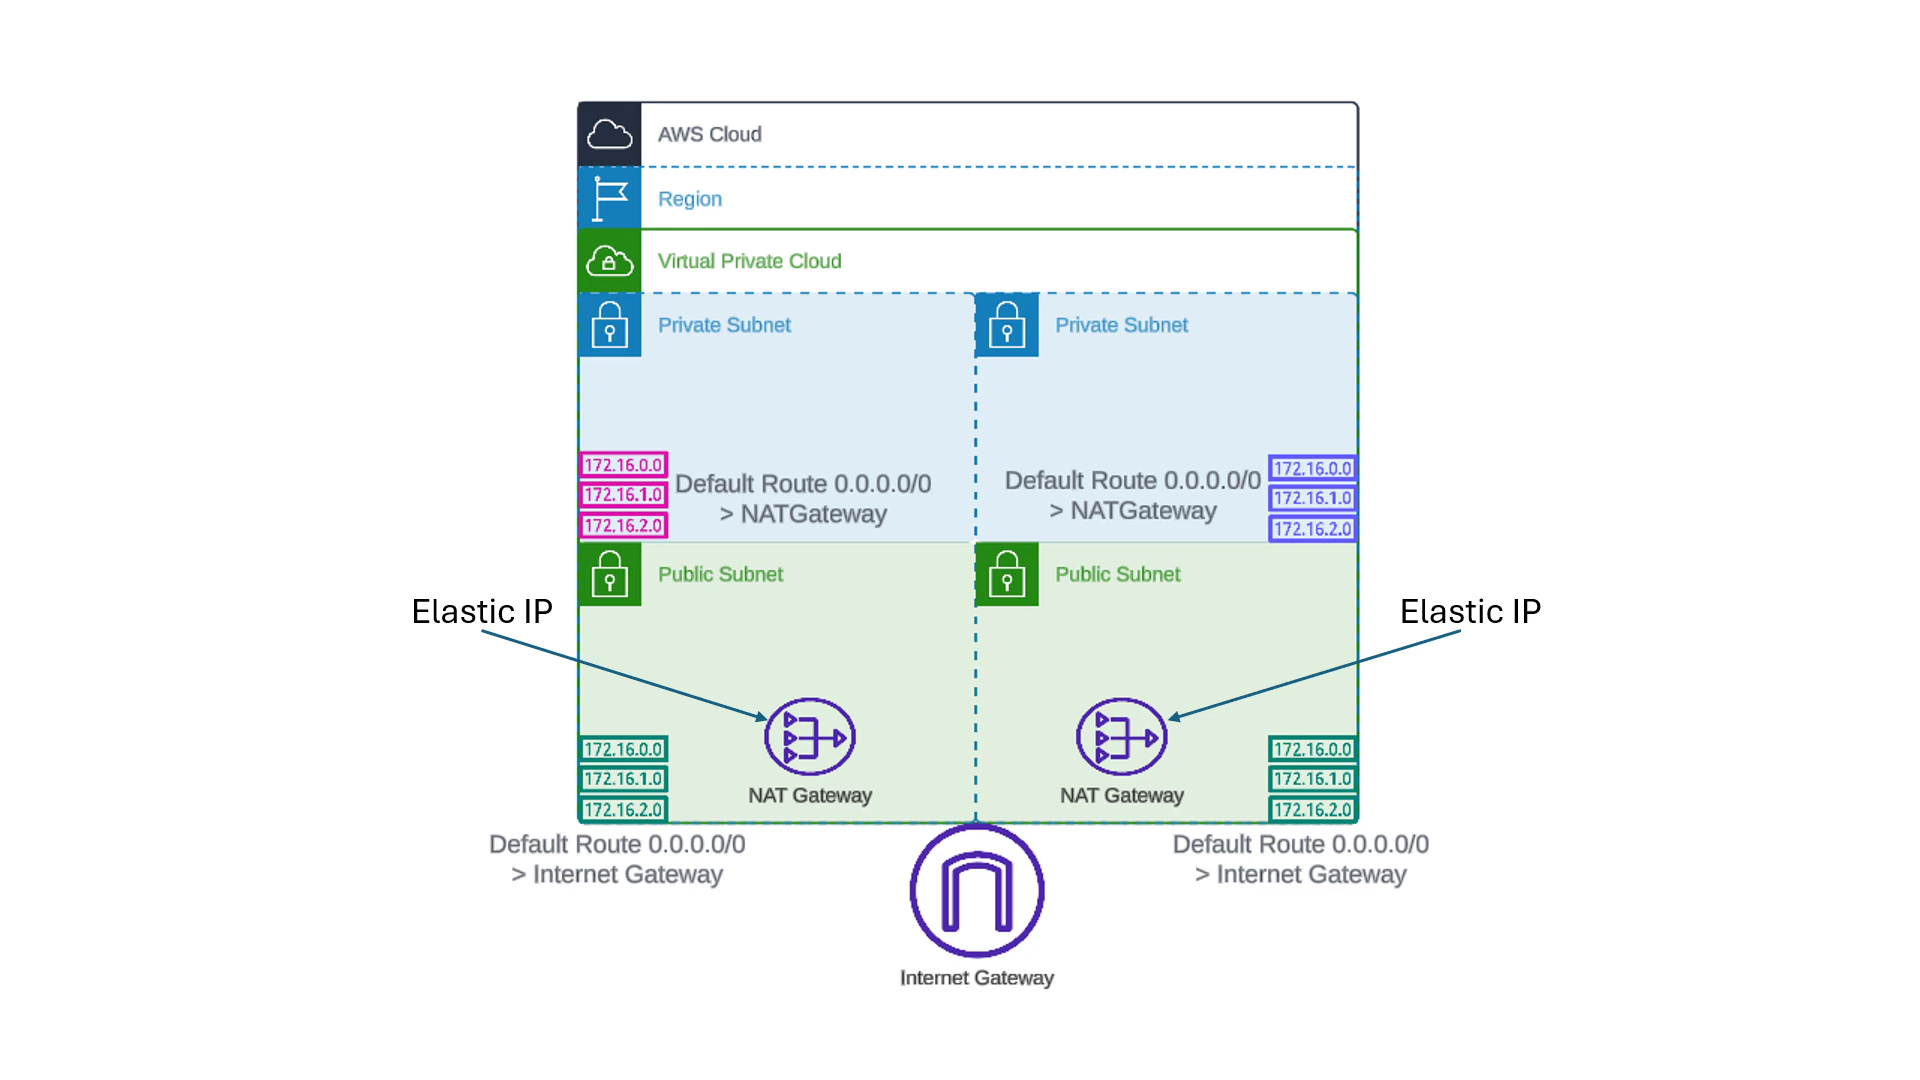 AWS Cloud
Region
Virtual Private Cloud
Private Subnet
Private Subnet
172.16.0.0
172.16.1.0
172.16.2.0
Default Route 0.0.0.0/0
> NATGateway
Default Route 0.0.0.0/0
> NATGateway
172.16.0.0
172.16.1.0
172.16.2.0
Public Subnet
Public Subnet
Elastic IP
Elastic IP
172.16.0.0
172.16.1.0
172.16.2.0
NAT Gateway
NAT Gateway
172.16.0.0
172.16.1.0
172.16.2.0
Default Route 0.0.0.0/0
> Internet Gateway
Default Route 0.0.0.0/0
> Internet Gateway
Internet Gateway